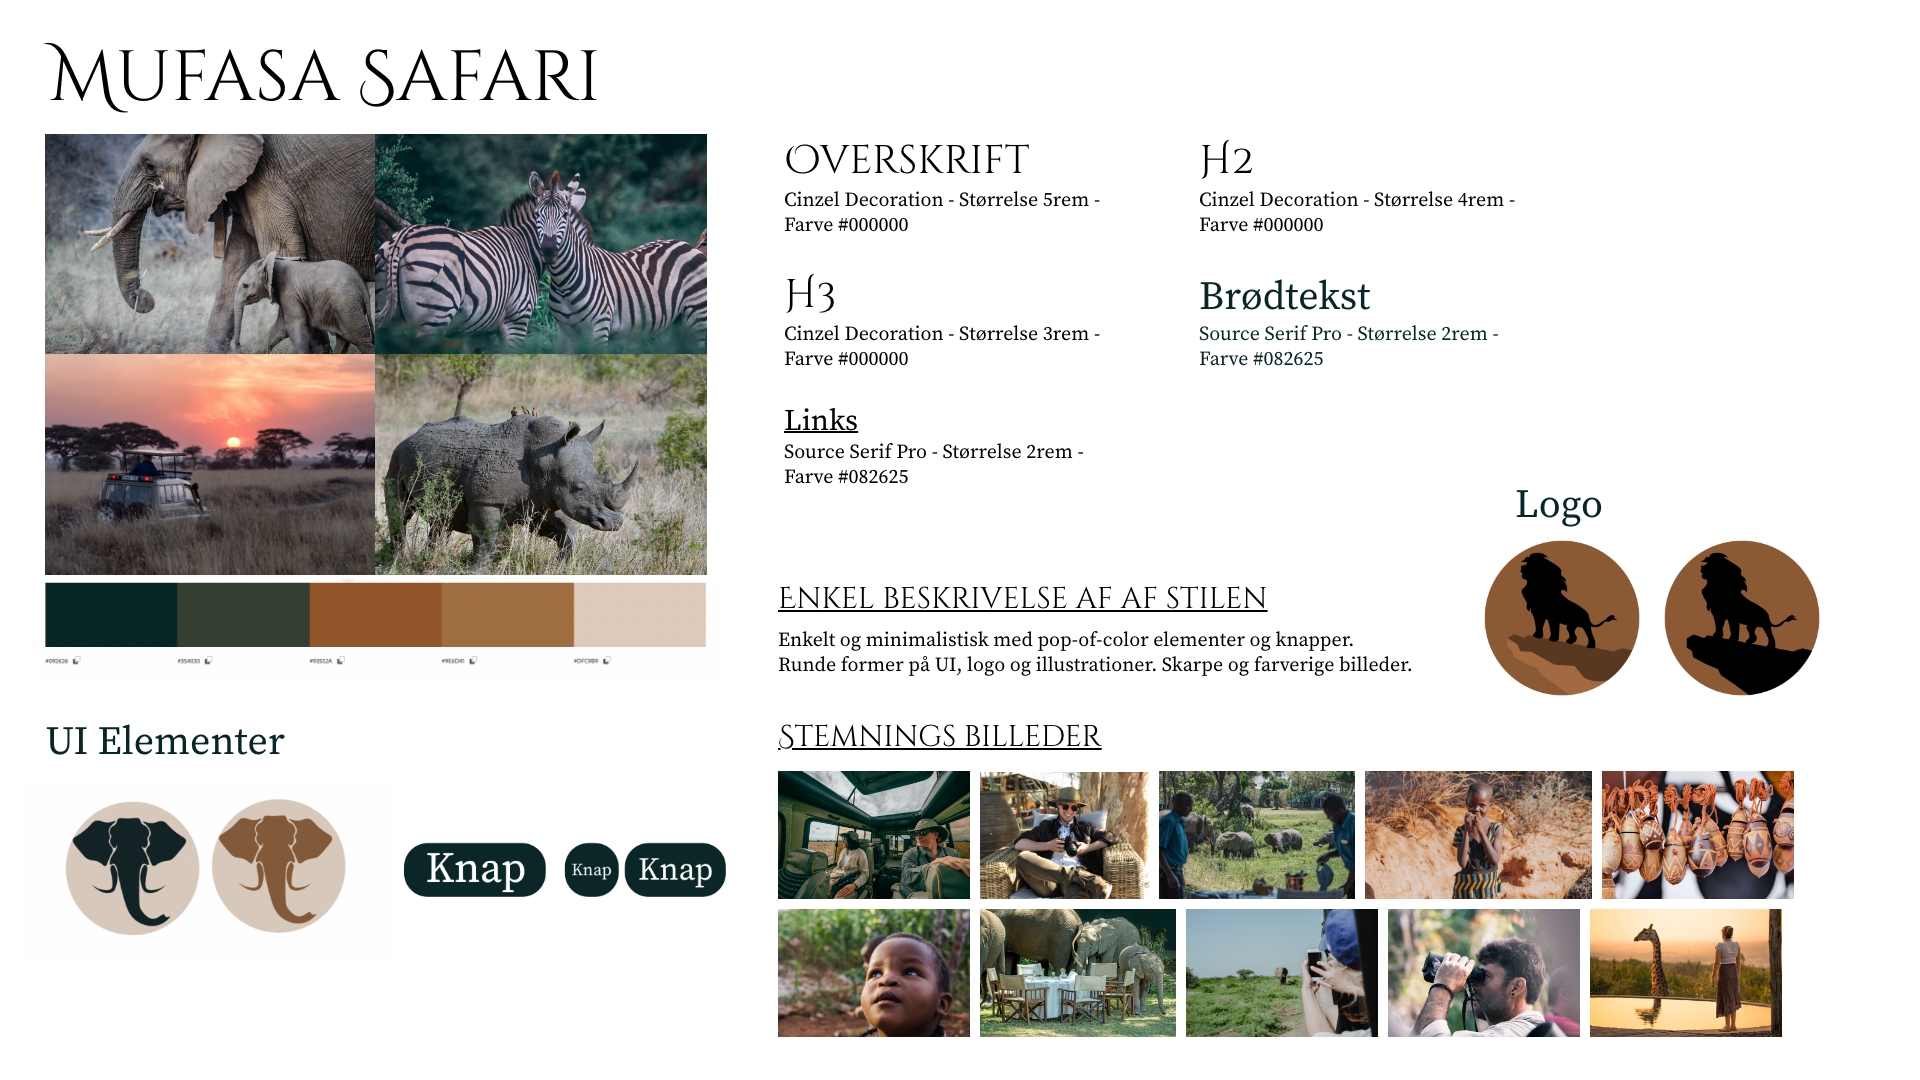 Mufasa Safari
Overskrift
Cinzel Decoration - Størrelse 5rem -
Farve #000000
H2
Cinzel Decoration - Størrelse 4rem -
Farve #000000
H3
Cinzel Decoration - Størrelse 3rem -
Farve #000000
Brødtekst
Source Serif Pro - Størrelse 2rem -
Farve #082625
Links
Source Serif Pro - Størrelse 2rem -
Farve #082625
Logo
Enkel beskrivelse af af stilen
Enkelt og minimalistisk med pop-of-color elementer og knapper.
Runde former på UI, logo og illustrationer. Skarpe og farverige billeder.
#092626 #354033 #93552A #9E6D41 #DFC9B9
UI Elementer
Knap Knap Knap
Stemnings billeder